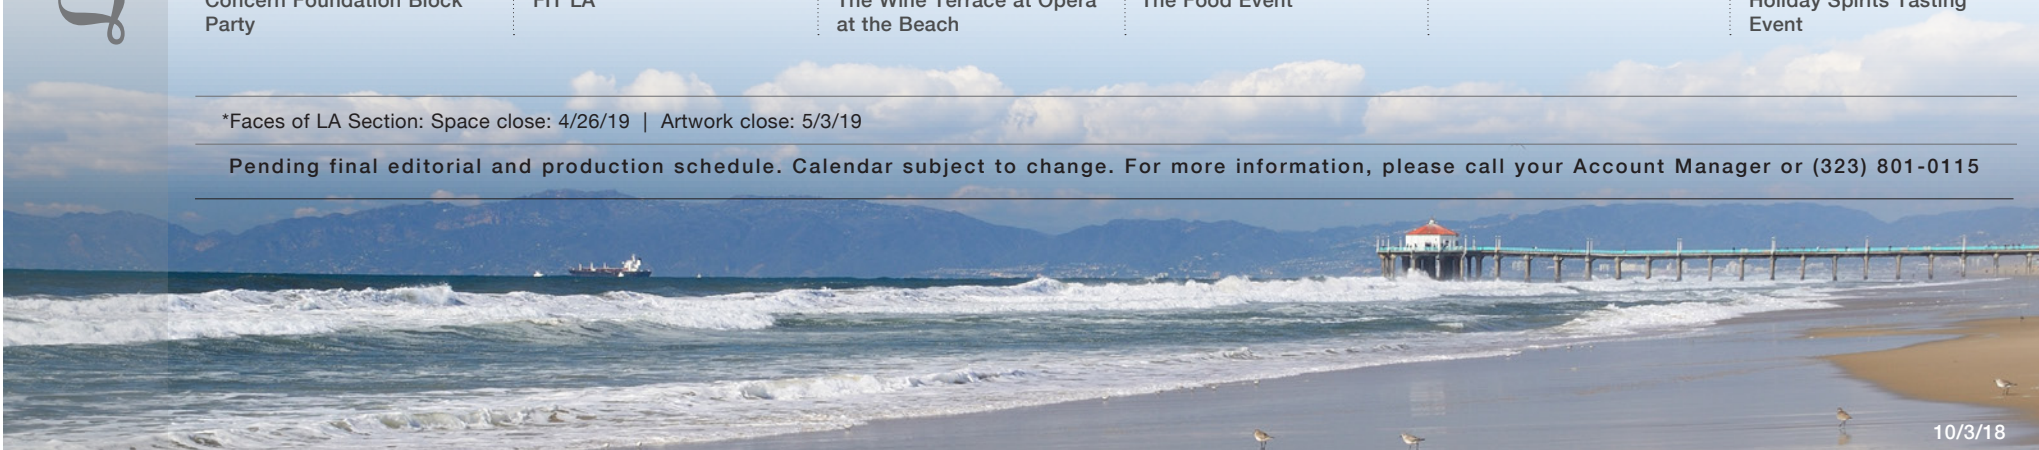 Concern Foundation Block
FIT LA
The Wine Terrace at Opera
The Food Event
Holiday Spirits Tasting
Party
at the Beach
Event
*Faces of LA Section: Space close: 4/26/19 | Artwork close: 5/3/19
Pending final editorial and production schedule. Calendar subject to change. For more information, please call your Account Manager or (323) 801-0115
10/3/18